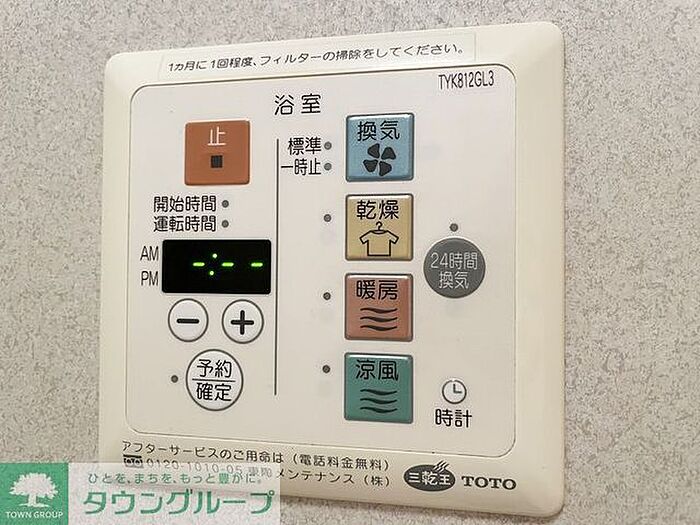 1ヵ月に1回程度、フィルターの掃除をしてください。
TYK812GL3
浴室
止
標準
一時止
換気
開始時間
運転時間
乾燥
AM
PM
-:--
24時間
換気
暖房
予約
確定
涼風
時計
アフターサービスのご用命は(電話料金無料)
0120-1010-05 東陶メンテナンス(株)
三乾王 TOTO
ひとを、まちを、もっと豊かに。
タウングループ
TOWN GROUP